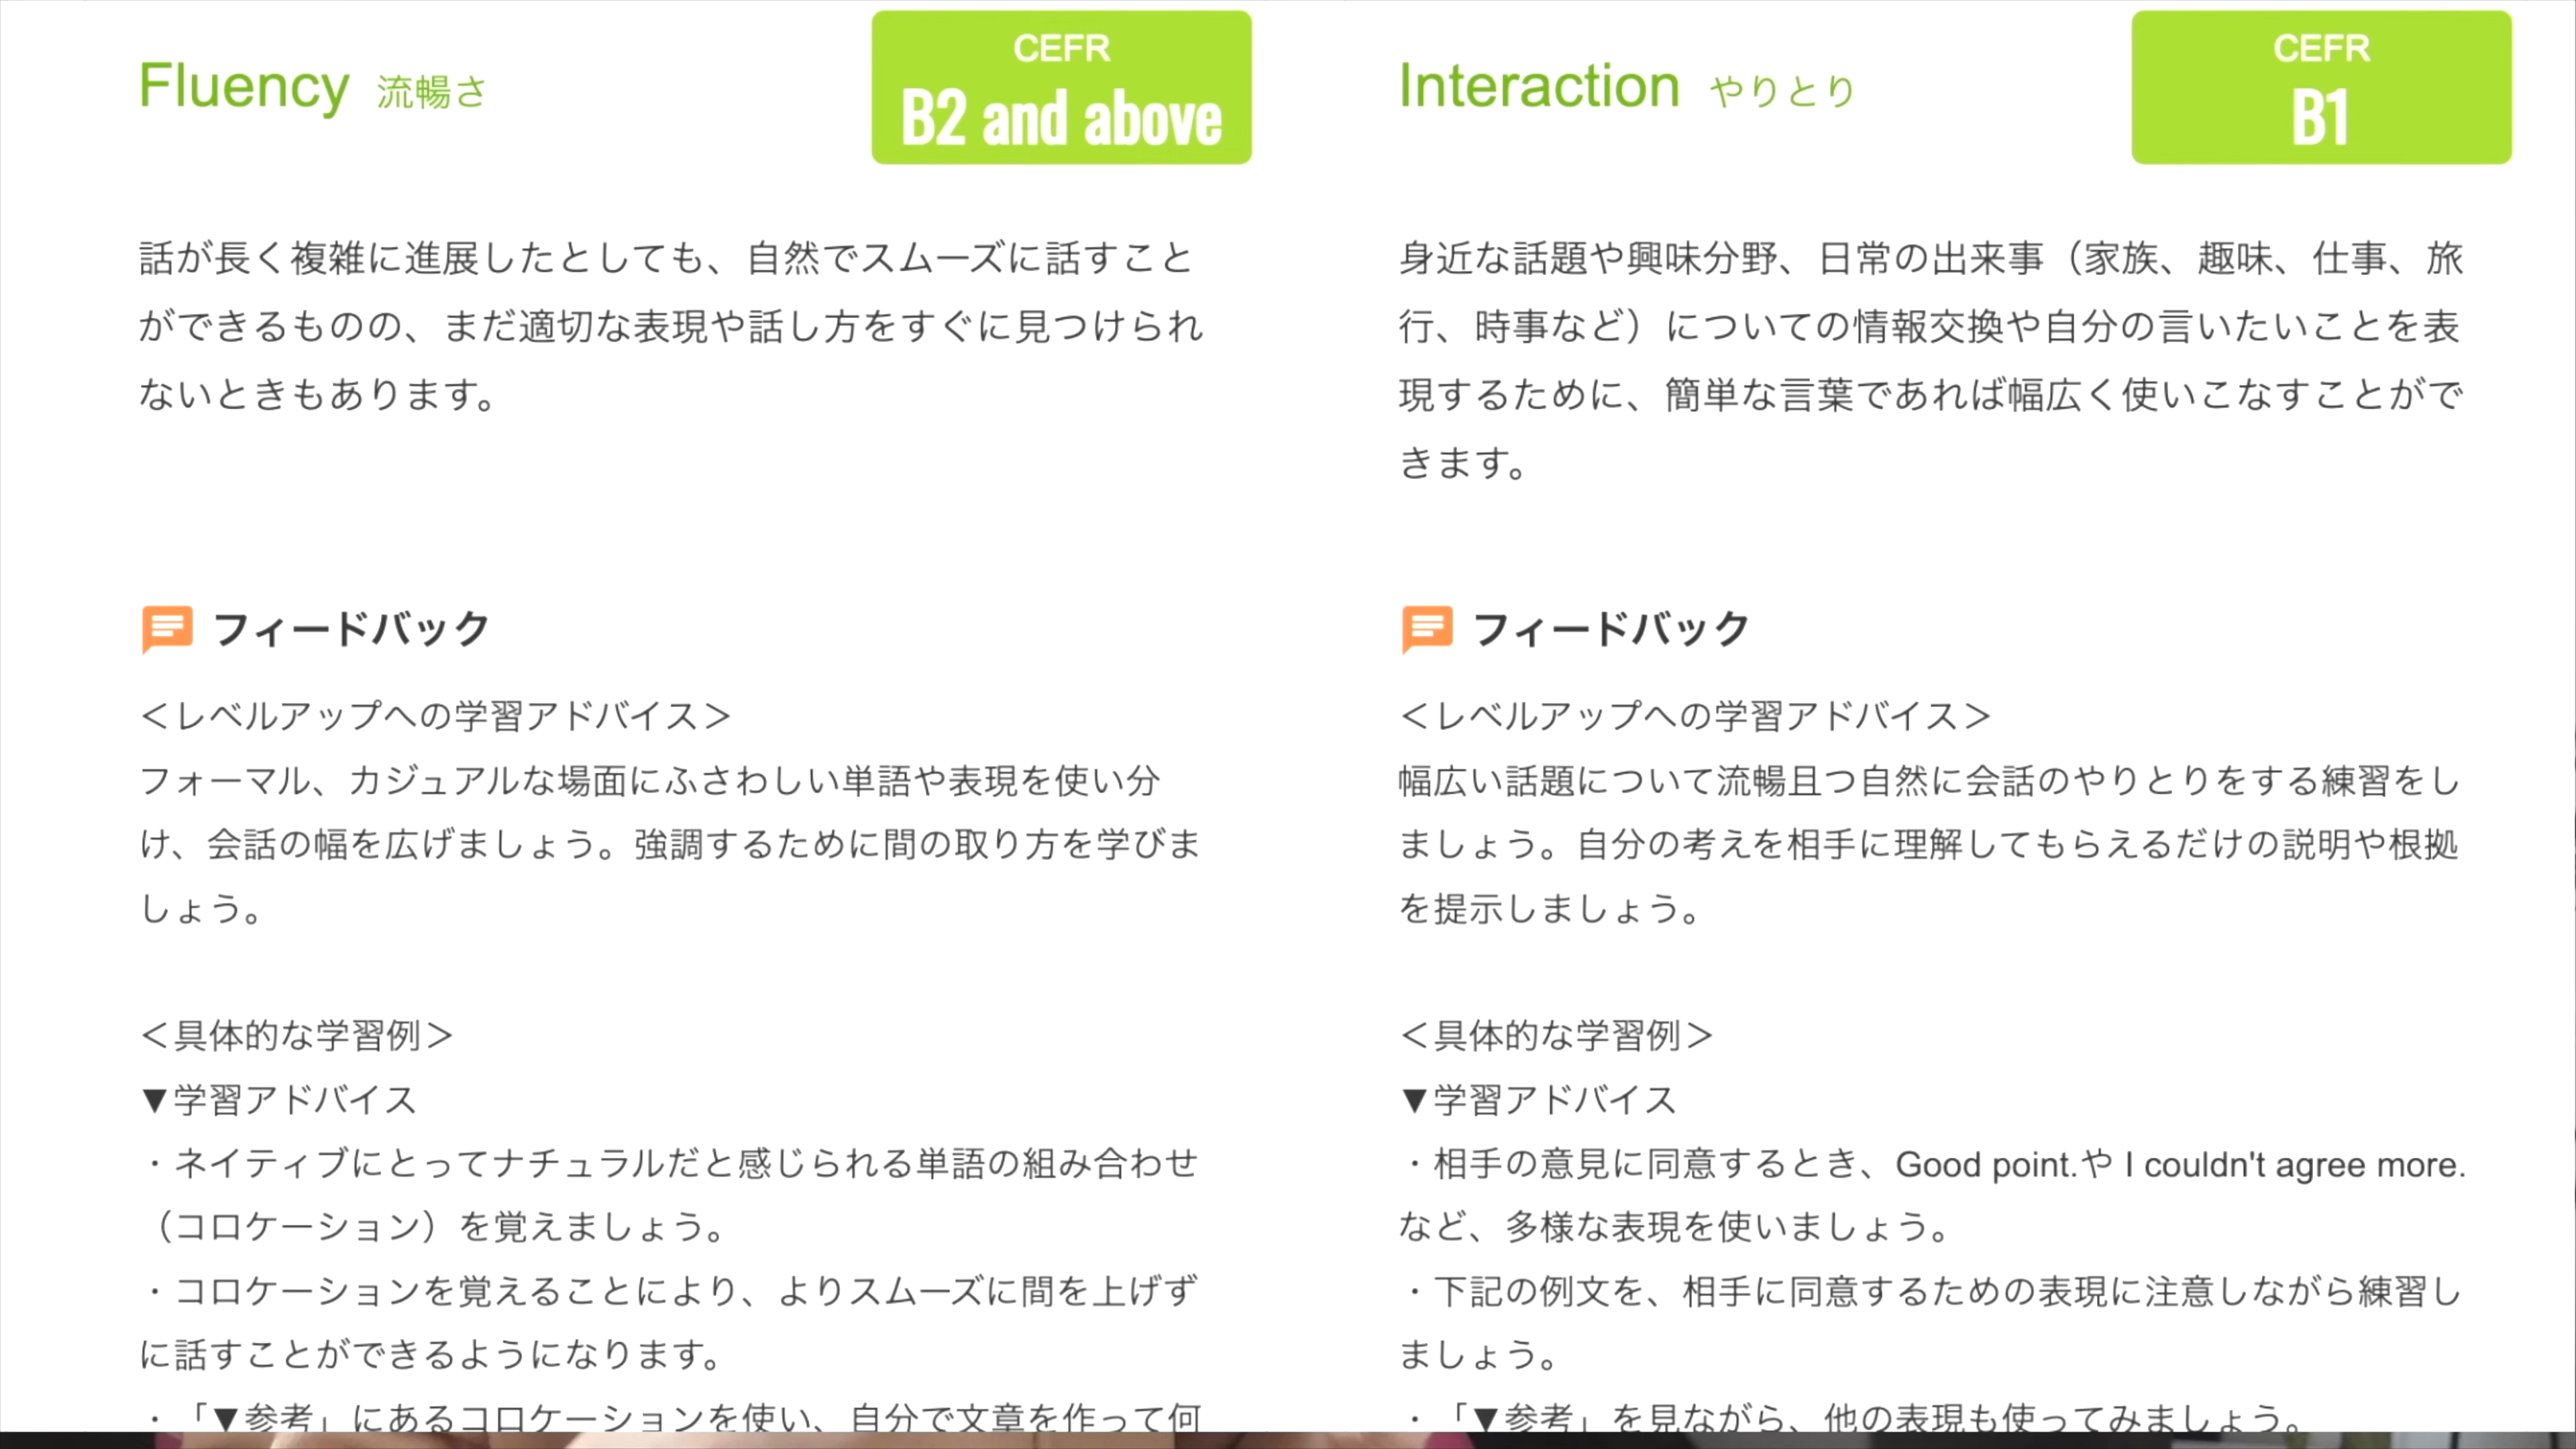 Fluency 流暢さ
CEFR
B2 and above
話が長く複雑に進展したとしても、自然でスムーズに話すこと
ができるものの、まだ適切な表現や話し方をすぐに見つけられ
ないときもあります。
フィードバック
＜レベルアップへの学習アドバイス＞
フォーマル、カジュアルな場面にふさわしい単語や表現を使い分
け、会話の幅を広げましょう。強調するために間の取り方を学びま
しょう。
＜具体的な学習例＞
▼学習アドバイス
・ネイティブにとってナチュラルだと感じられる単語の組み合わせ
（コロケーション）を覚えましょう。
・コロケーションを覚えることにより、よりスムーズに間を上げず
に話すことができるようになります。
・「▼参考」にあるコロケーションを使い、自分で文章を作って何
Interaction やりとり
CEFR
B1
身近な話題や興味分野、日常の出来事（家族、趣味、仕事、旅
行、時事など）についての情報交換や自分の言いたいことを表
現するために、簡単な言葉であれば幅広く使いこなすことがで
きます。
フィードバック
＜レベルアップへの学習アドバイス＞
幅広い話題について流暢且つ自然に会話のやりとりをする練習をし
ましょう。自分の考えを相手に理解してもらえるだけの説明や根拠
を提示しましょう。
＜具体的な学習例＞
▼学習アドバイス
・相手の意見に同意するとき、Good point.や I couldn't agree more.
など、多様な表現を使いましょう。
・下記の例文を、相手に同意するための表現に注意しながら練習し
ましょう。
・「▼参考」を見ながら、他の表現も使ってみましょう。